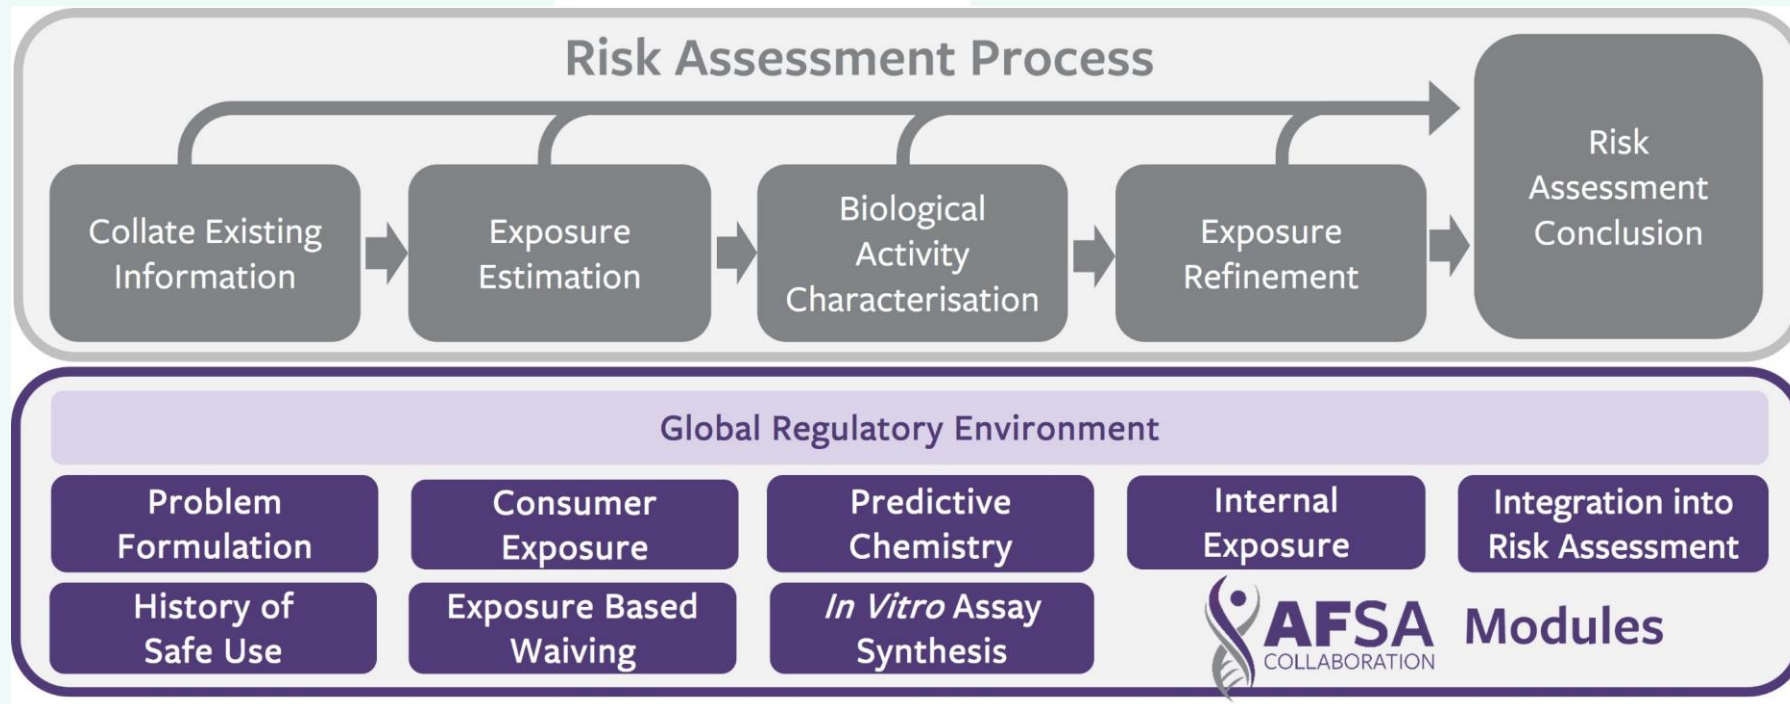 Risk Assessment Process
Collate Existing
Information
Exposure
Estimation
Biological
Activity
Characterisation
Exposure
Refinement
Risk
Assessment
Conclusion
Global Regulatory Environment
Problem
Formulation
Consumer
Exposure
Predictive
Chemistry
Internal
Exposure
Integration into
Risk Assessment
History of
Safe Use
Exposure Based
Waiving
In Vitro Assay
Synthesis
AFSA
COLLABORATION
Modules